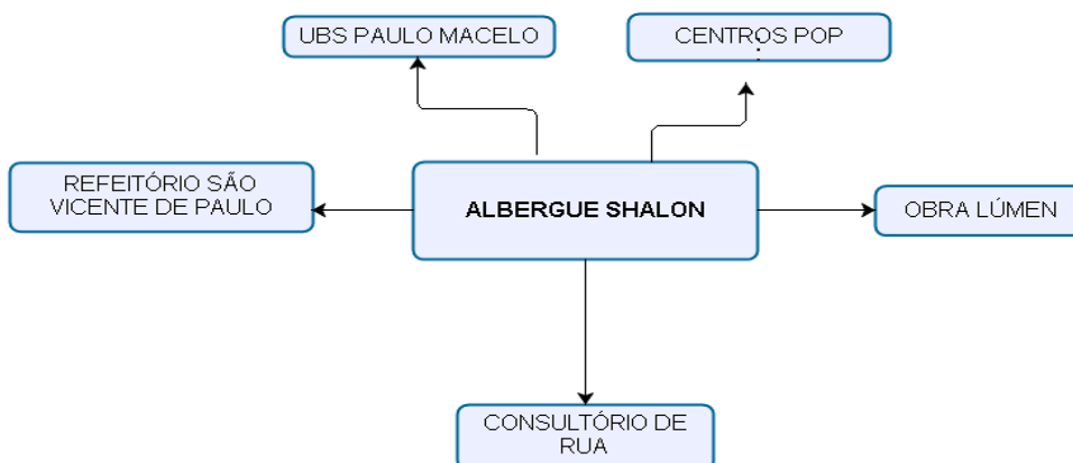 UBS PAULO MACELO
CENTROS POP
REFEITÓRIO SÃO
VICENTE DE PAULO
ALBERGUE SHALON
OBRA LÚMEN
CONSULTÓRIO DE
RUA